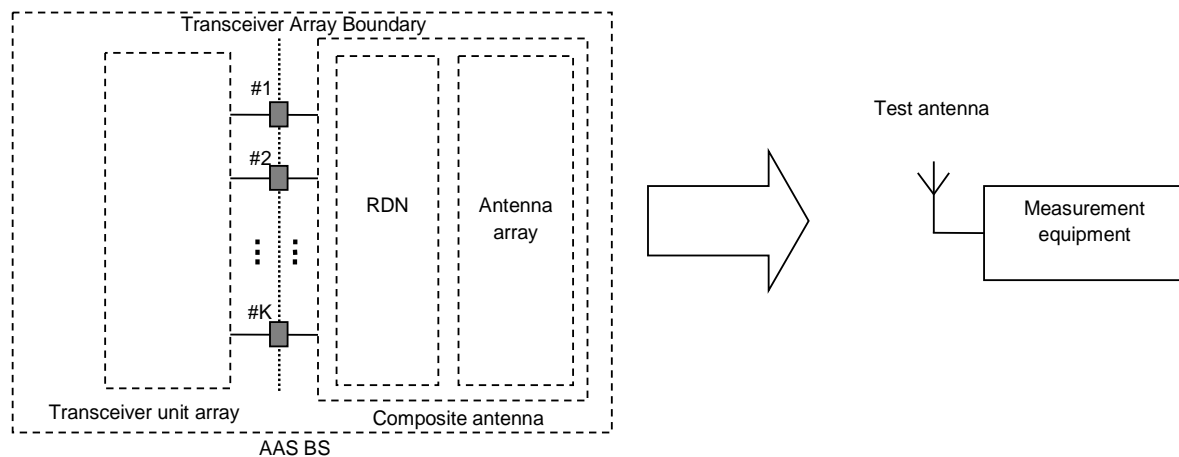 Transceiver Array Boundary
#1
#2
#K
RDN
Antenna
array
Transceiver unit array
Composite antenna
AAS BS
Test antenna
Measurement
equipment